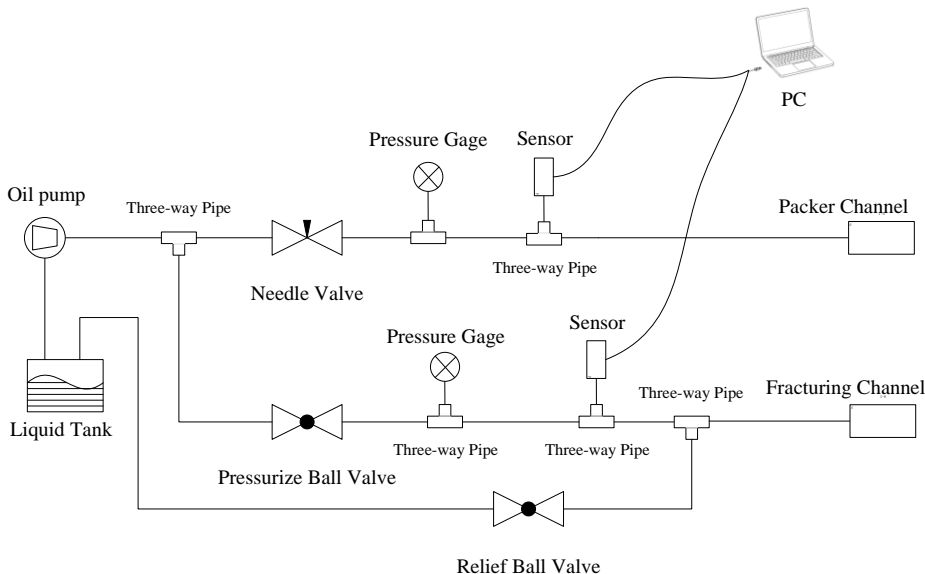 PC
Pressure Gage
Sensor
Oil pump
Three-way Pipe
Packer Channel
Three-way Pipe
Needle Valve
Sensor
Pressure Gage
Three-way Pipe
Fracturing Channel
Liquid Tank
Three-way Pipe
Three-way Pipe
Pressurize Ball Valve
Relief Ball Valve